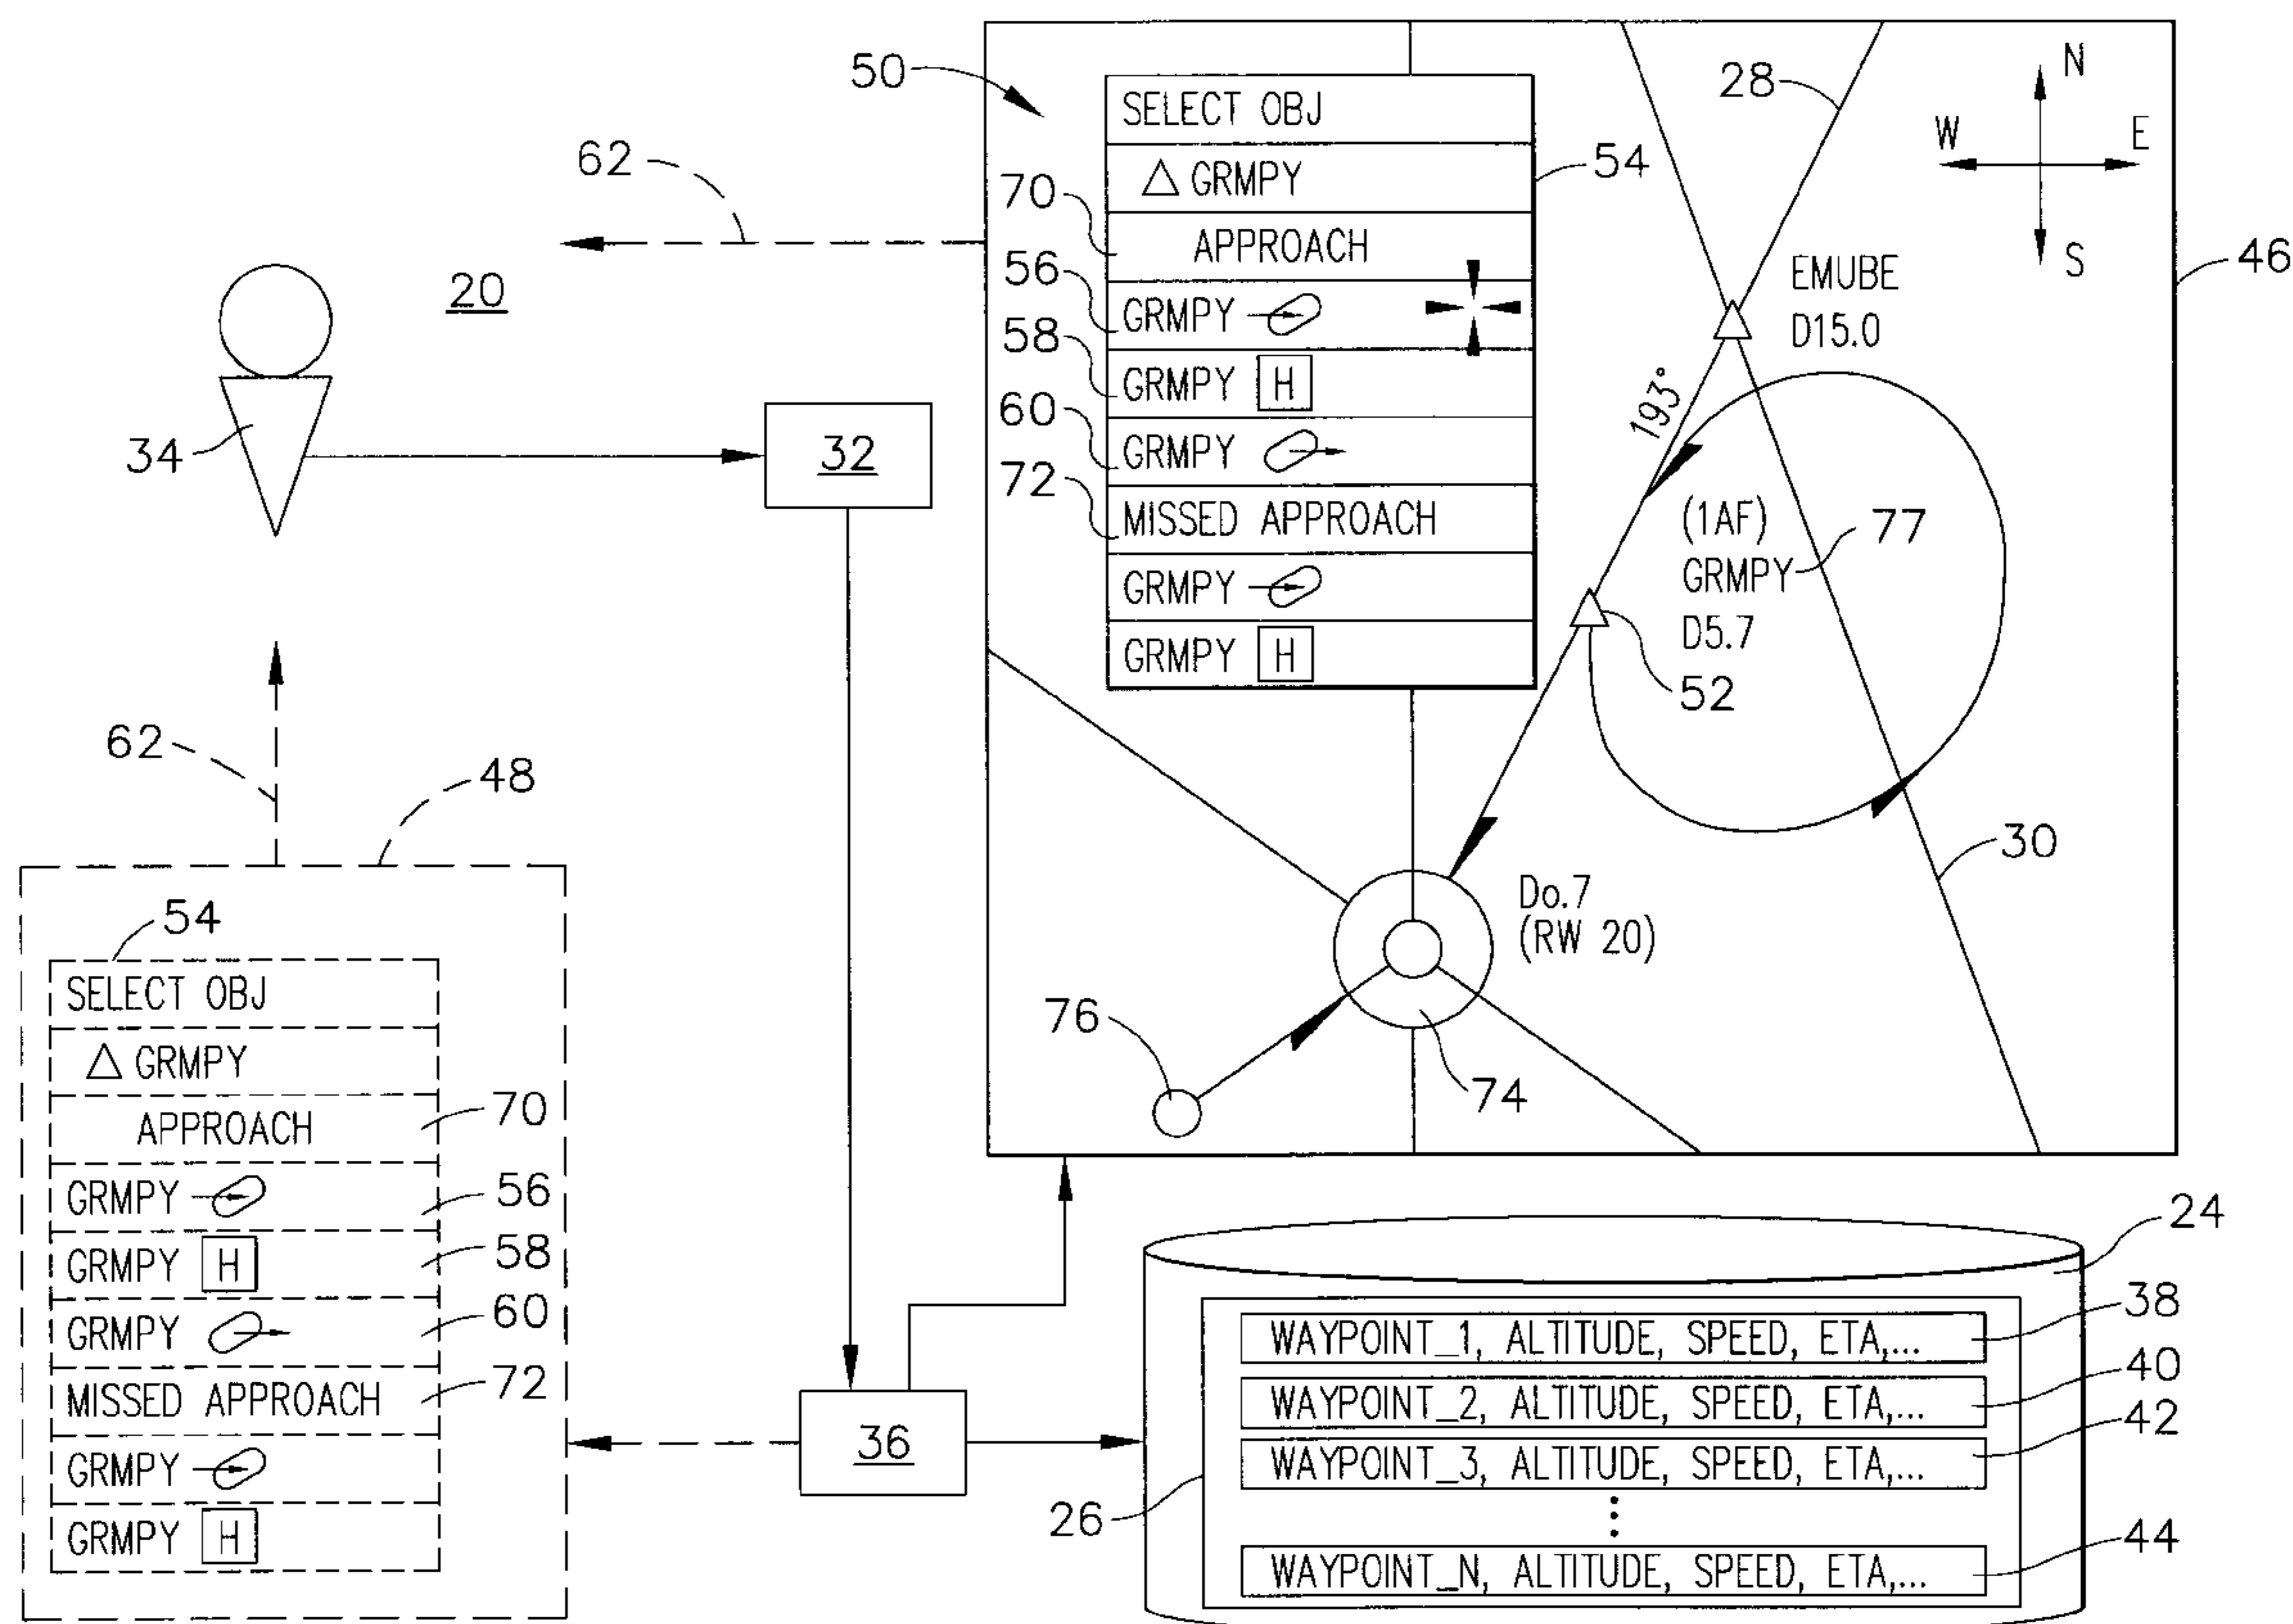 50
SELECT OBJ
△ GRMPY
70
APPROACH
56
GRMPY
58
GRMPY H
60
GRMPY
72
MISSED APPROACH
GRMPY
GRMPY H
54
28
N
W
E
S
46
EMUBE
D15.0
193°
(1AF)
GRMPY
77
D5.7
52
30
Do.7
(RW 20)
76
74
62
20
34
32
62
48
54
SELECT OBJ
△ GRMPY
APPROACH
70
GRMPY
56
GRMPY H
58
GRMPY
60
MISSED APPROACH
72
GRMPY
GRMPY H
36
24
WAYPOINT_1, ALTITUDE, SPEED, ETA,...
38
WAYPOINT_2, ALTITUDE, SPEED, ETA,...
40
WAYPOINT_3, ALTITUDE, SPEED, ETA,...
42
26
WAYPOINT_N, ALTITUDE, SPEED, ETA,...
44